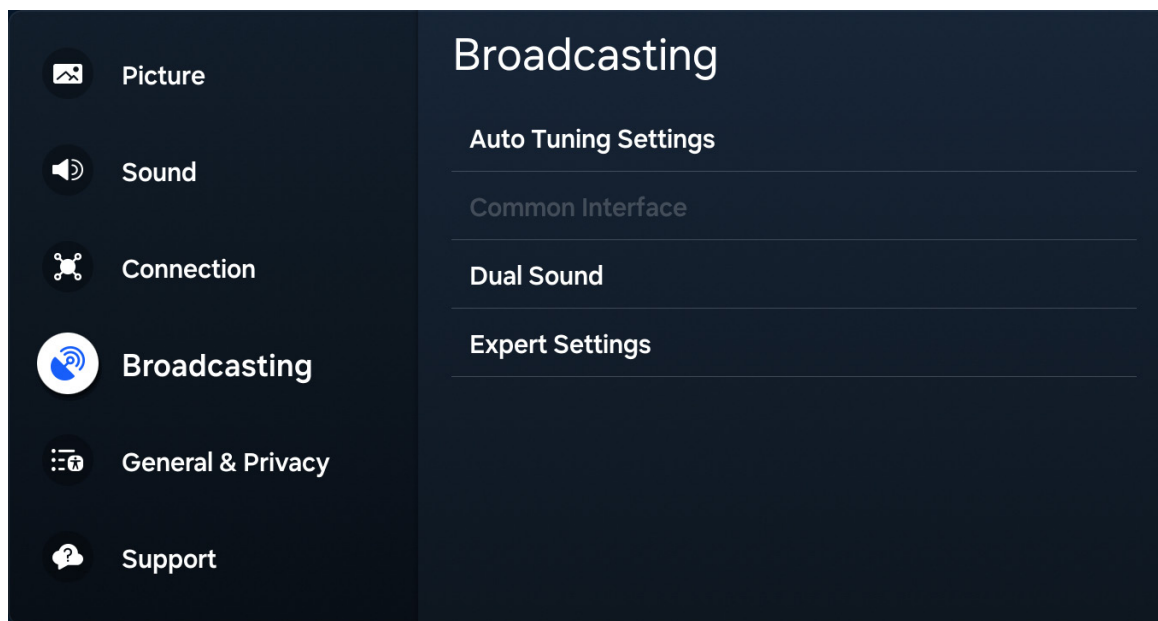 Picture
Sound
Connection
Broadcasting
General & Privacy
Support
Broadcasting
Auto Tuning Settings
Common Interface
Dual Sound
Expert Settings